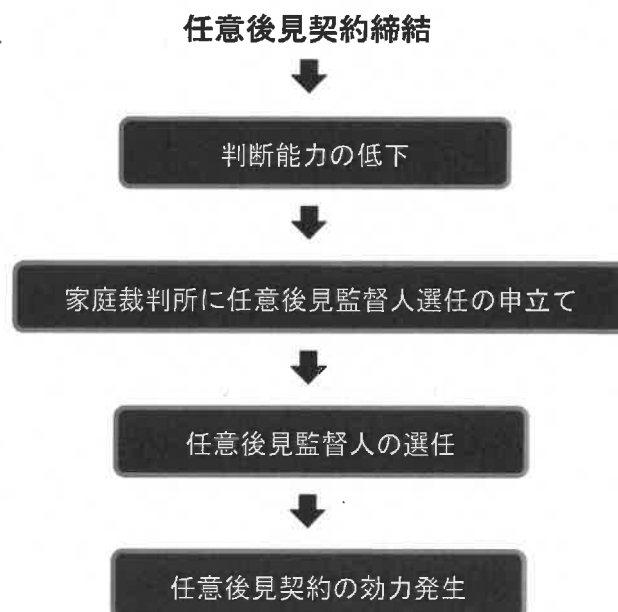 任意後見契約締結
判断能力の低下
家庭裁判所に任意後見監督人選任の申立て
任意後見監督人の選任
任意後見契約の効力発生